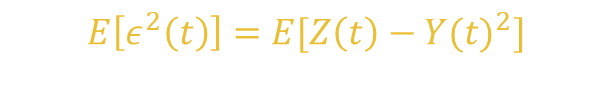 E[ϵ²(t)] = E[Z(t) − Y(t)²]